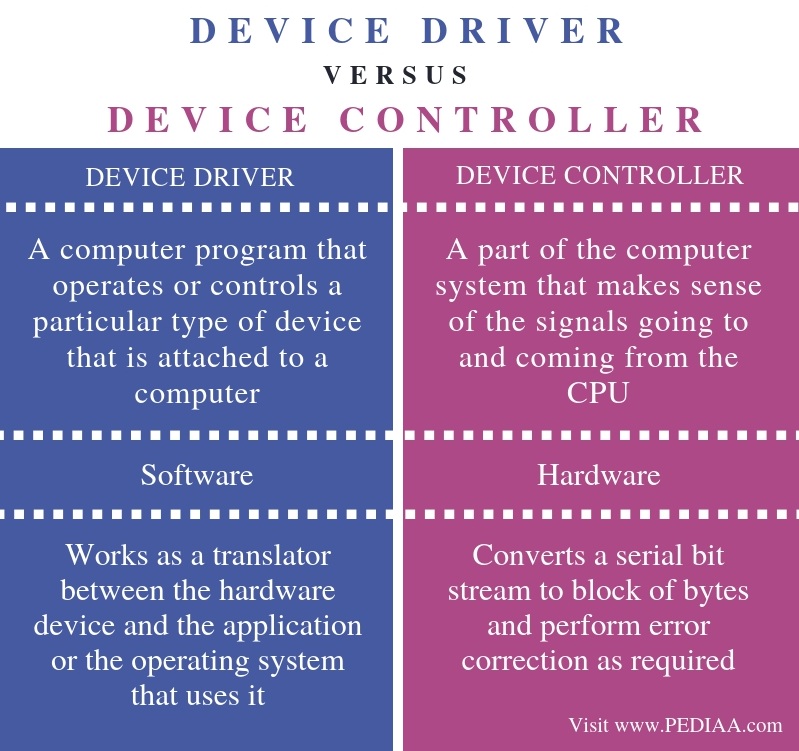 DEVICE DRIVER
VERSUS
DEVICE CONTROLLER
DEVICE DRIVER
A computer program that
operates or controls a
particular type of device
that is attached to a
computer
Software
Works as a translator
between the hardware
device and the application
or the operating system
that uses it
DEVICE CONTROLLER
A part of the computer
system that makes sense
of the signals going to
and coming from the
CPU
Hardware
Converts a serial bit
stream to block of bytes
and perform error
correction as required
Visit www.PEDIAA.com